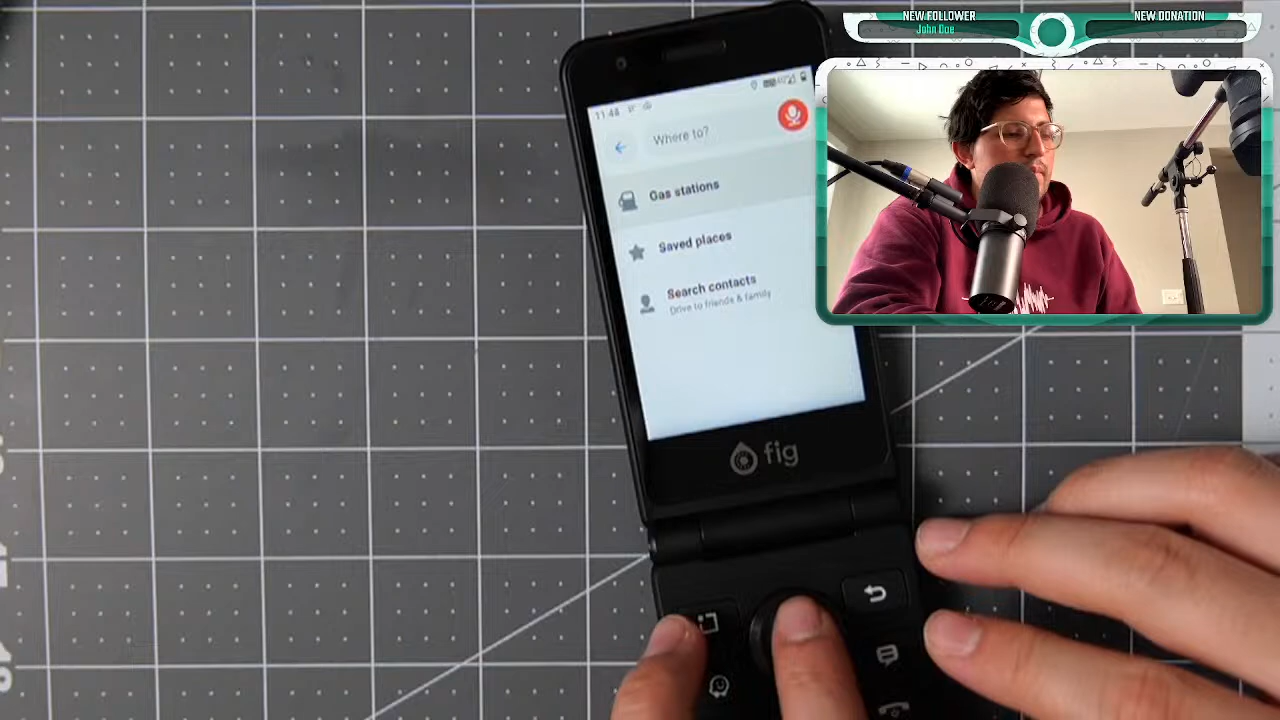 NEW FOLLOWER
John Doe
NEW DONATION
11:48
Where to?
Gas stations
Saved places
Search contacts
Drive to friends & family
fig